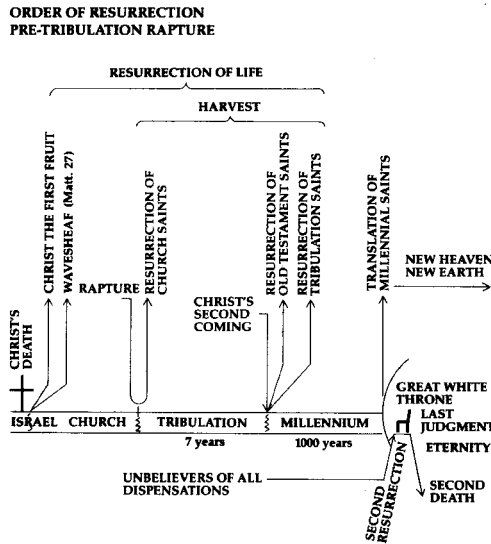 ORDER OF RESURRECTION
PRE-TRIBULATION RAPTURE
RESURRECTION OF LIFE
HARVEST
CHRIST'S
DEATH
CHRIST THE FIRST FRUIT
WAVESHEAF (Matt. 27)
RAPTURE
RESURRECTION OF
CHURCH SAINTS
CHRIST'S
SECOND
COMING
RESURRECTION OF
OLD TESTAMENT SAINTS
RESURRECTION OF
TRIBULATION SAINTS
TRANSLATION OF
MILLENNIAL SAINTS
NEW HEAVEN
NEW EARTH
GREAT WHITE
THRONE
LAST
JUDGMENT
ISRAEL
CHURCH
TRIBULATION
MILLENNIUM
7 years
1000 years
ETERNITY
UNBELIEVERS OF ALL
DISPENSATIONS
SECOND
RESURRECTION
SECOND
DEATH